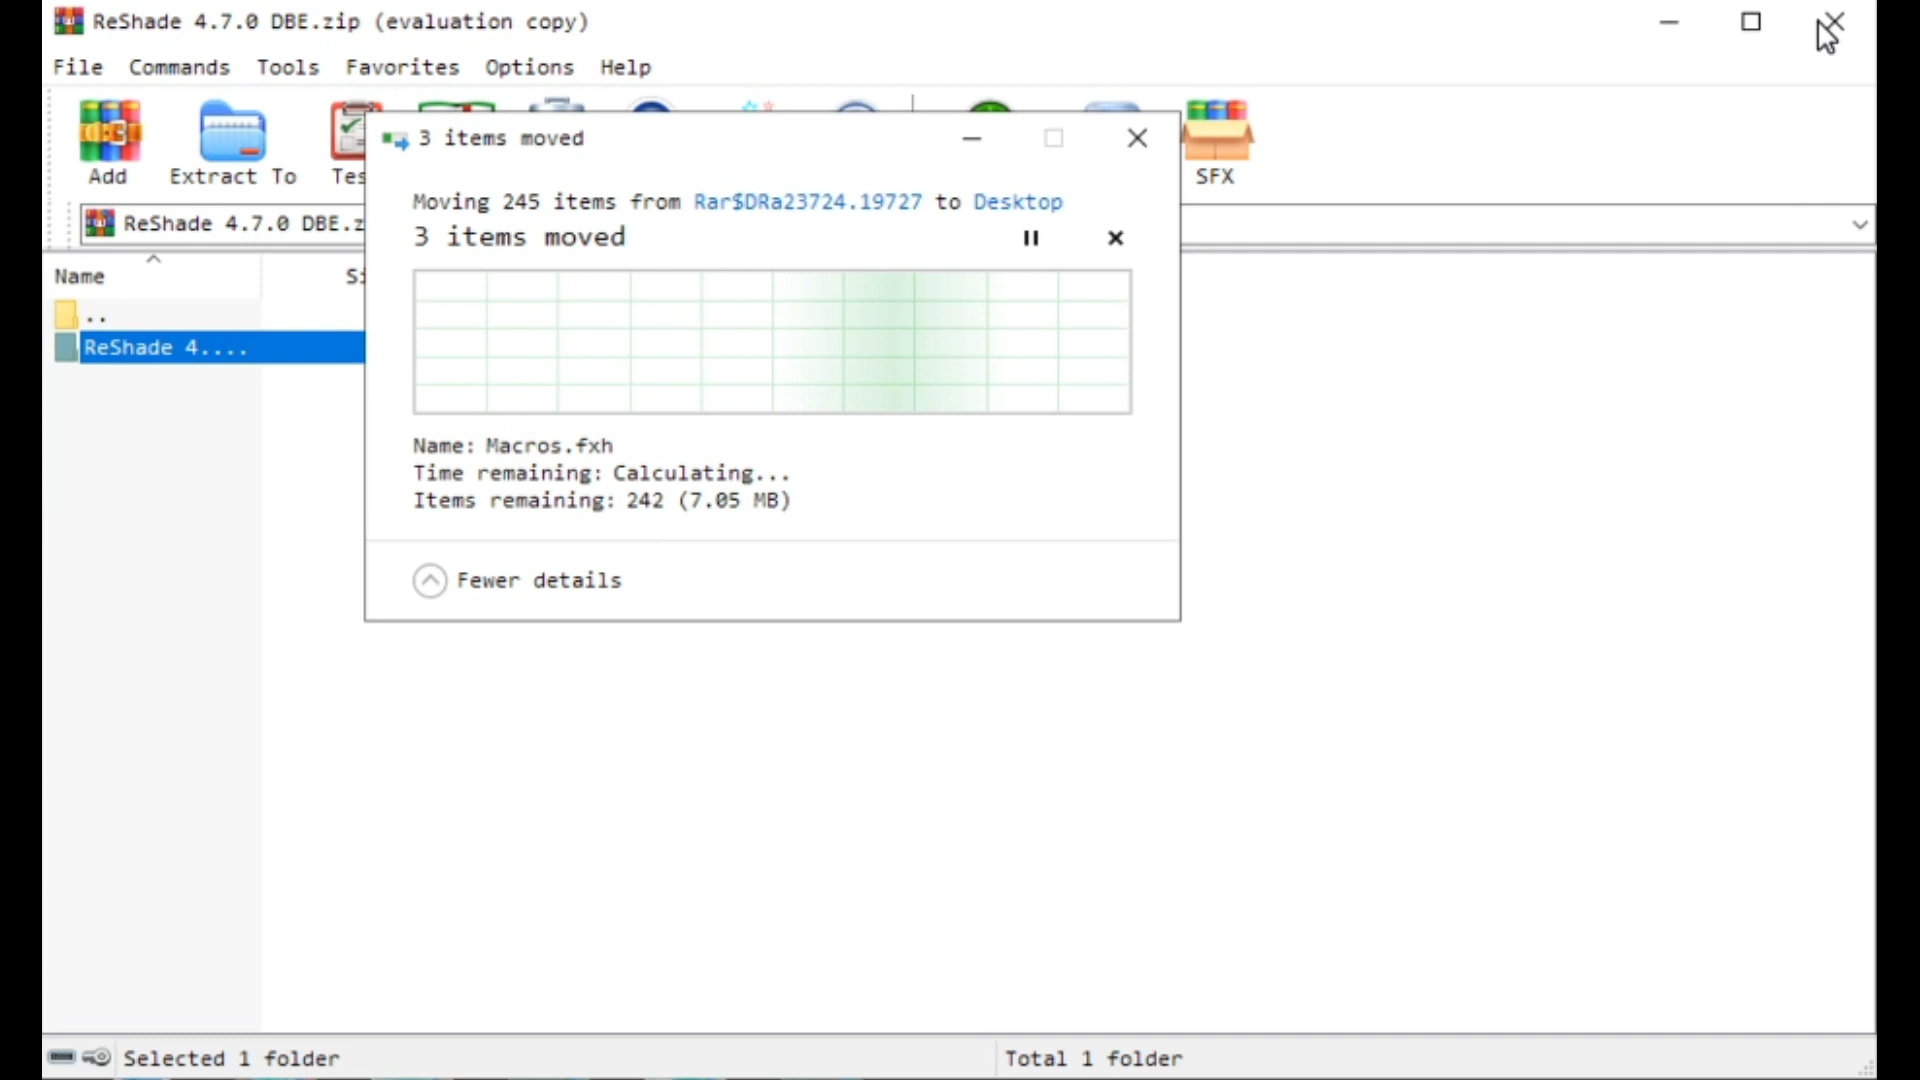 ReShade 4.7.0 DBE.zip (evaluation copy)
File Commands Tools Favorites Options Help
Add Extract To Tes SFX
3 items moved
Moving 245 items from Rar$DRa23724.19727 to Desktop
3 items moved
ReShade 4.7.0 DBE.z
Name Si
..
ReShade 4....
Name: Macros.fxh
Time remaining: Calculating...
Items remaining: 242 (7.05 MB)
Fewer details
Selected 1 folder Total 1 folder